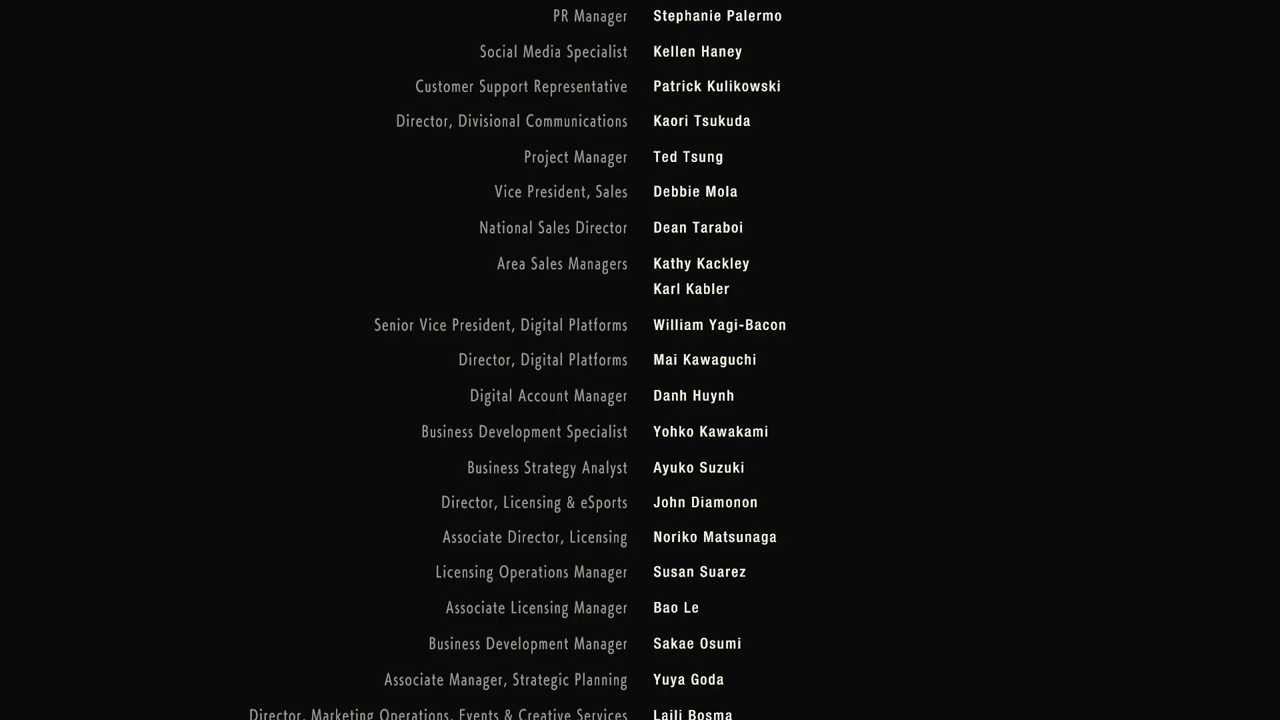 PR Manager Stephanie Palermo
Social Media Specialist Kellen Haney
Customer Support Representative Patrick Kulikowski
Director, Divisional Communications Kaori Tsukuda
Project Manager Ted Tsung
Vice President, Sales Debbie Mola
National Sales Director Dean Taraboi
Area Sales Managers Kathy Kackley
Karl Kabler
Senior Vice President, Digital Platforms William Yagi-Bacon
Director, Digital Platforms Mai Kawaguchi
Digital Account Manager Danh Huynh
Business Development Specialist Yohko Kawakami
Business Strategy Analyst Ayuko Suzuki
Director, Licensing & eSports John Diamonon
Associate Director, Licensing Noriko Matsunaga
Licensing Operations Manager Susan Suarez
Associate Licensing Manager Bao Le
Business Development Manager Sakae Osumi
Associate Manager, Strategic Planning Yuya Goda
Director, Marketing Operations, Events & Creative Services Laili Bosma